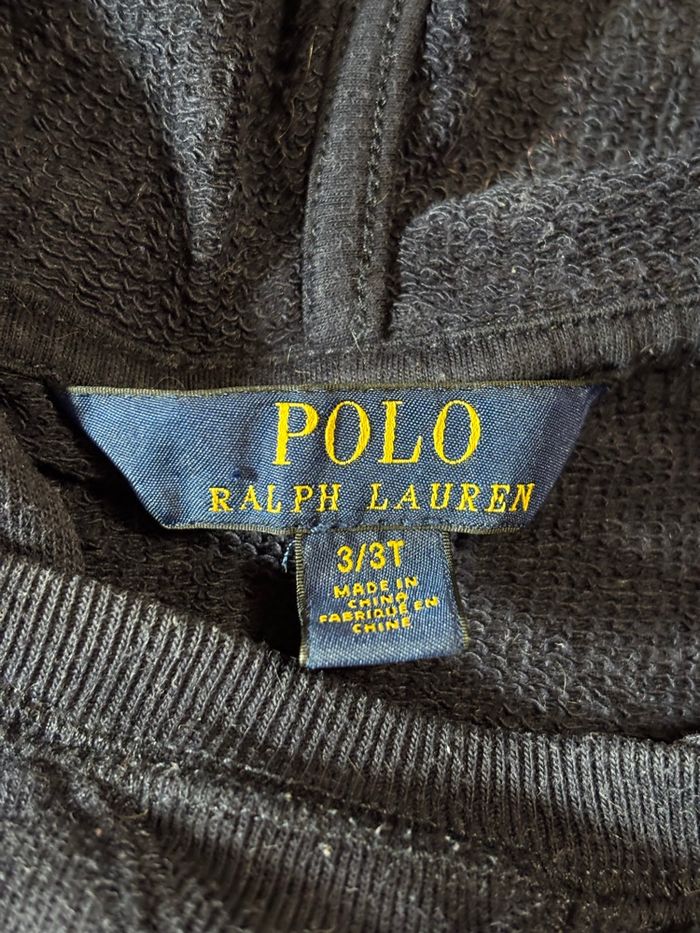 POLO
RALPH LAUREN
3/3T
MADE IN
CHINA
FABRIQUÉ EN
CHINE